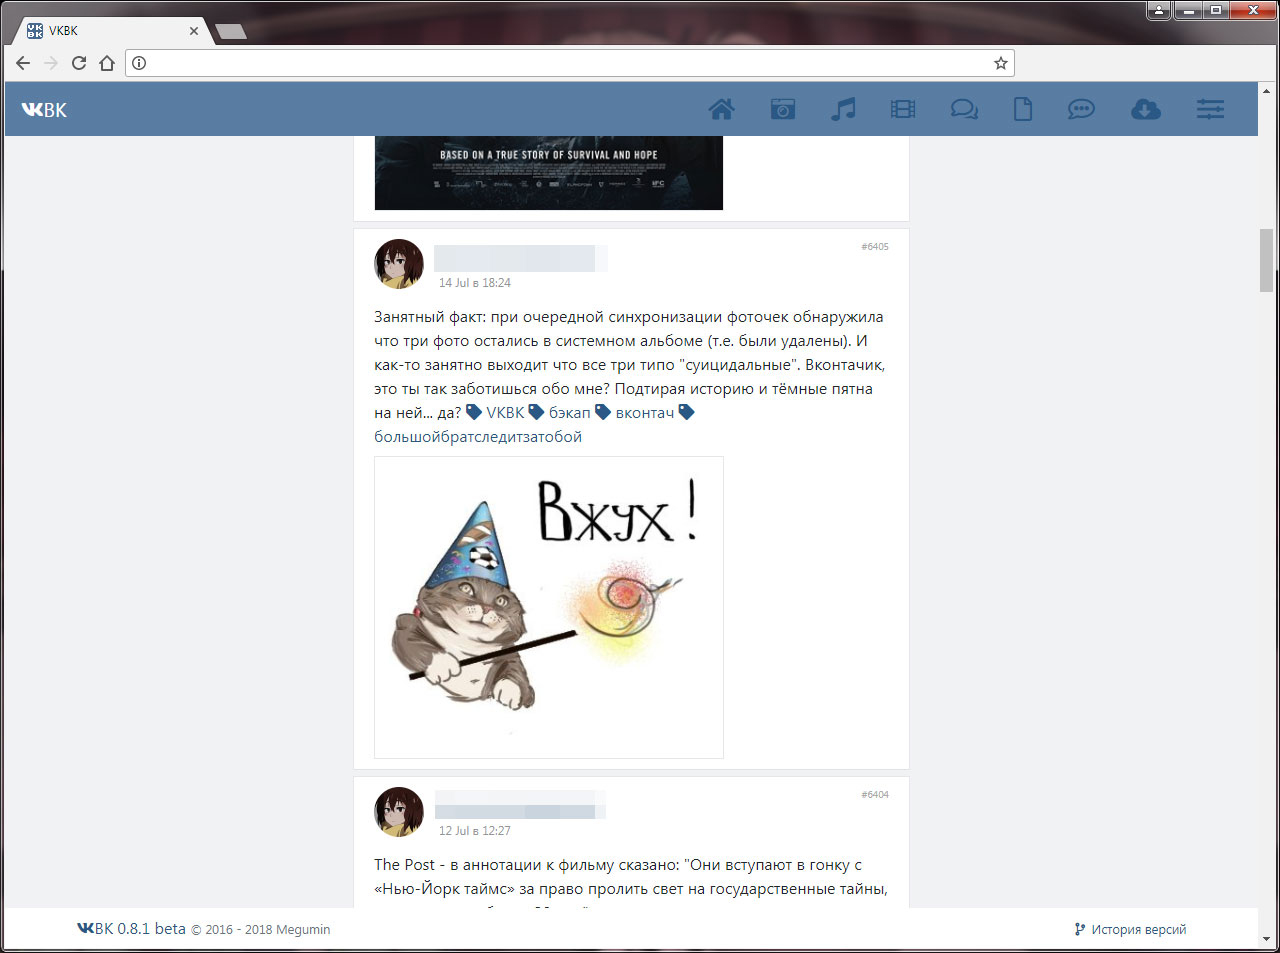 VKBK
BK
BASED ON A TRUE STORY OF SURVIVAL AND HOPE
IFC
#6405
14 Jul в 18:24
Занятный факт: при очередной синхронизации фоточек обнаружила
что три фото остались в системном альбоме (т.е. были удалены). И
как-то занятно выходит что все три типо "суицидальные". Вконтачик,
это ты так заботишься обо мне? Подтирая историю и тёмные пятна
на ней... да? VKBK бэкап вконтач
большойбратследитзатобой
Вжух !
#6404
12 Jul в 12:27
The Post - в аннотации к фильму сказано: "Они вступают в гонку с
«Нью-Йорк таймс» за право пролить свет на государственные тайны,
BK 0.8.1 beta © 2016 - 2018 Megumin
История версий